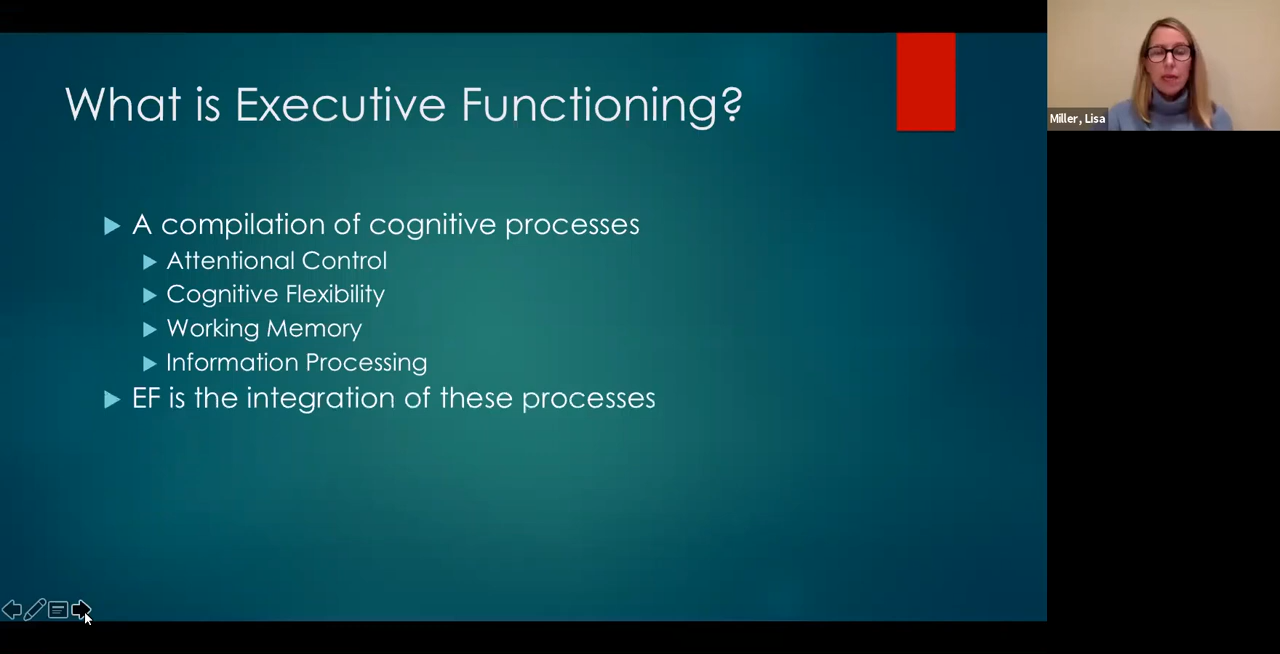 What is Executive Functioning?
A compilation of cognitive processes
Attentional Control
Cognitive Flexibility
Working Memory
Information Processing
EF is the integration of these processes
Miller, Lisa